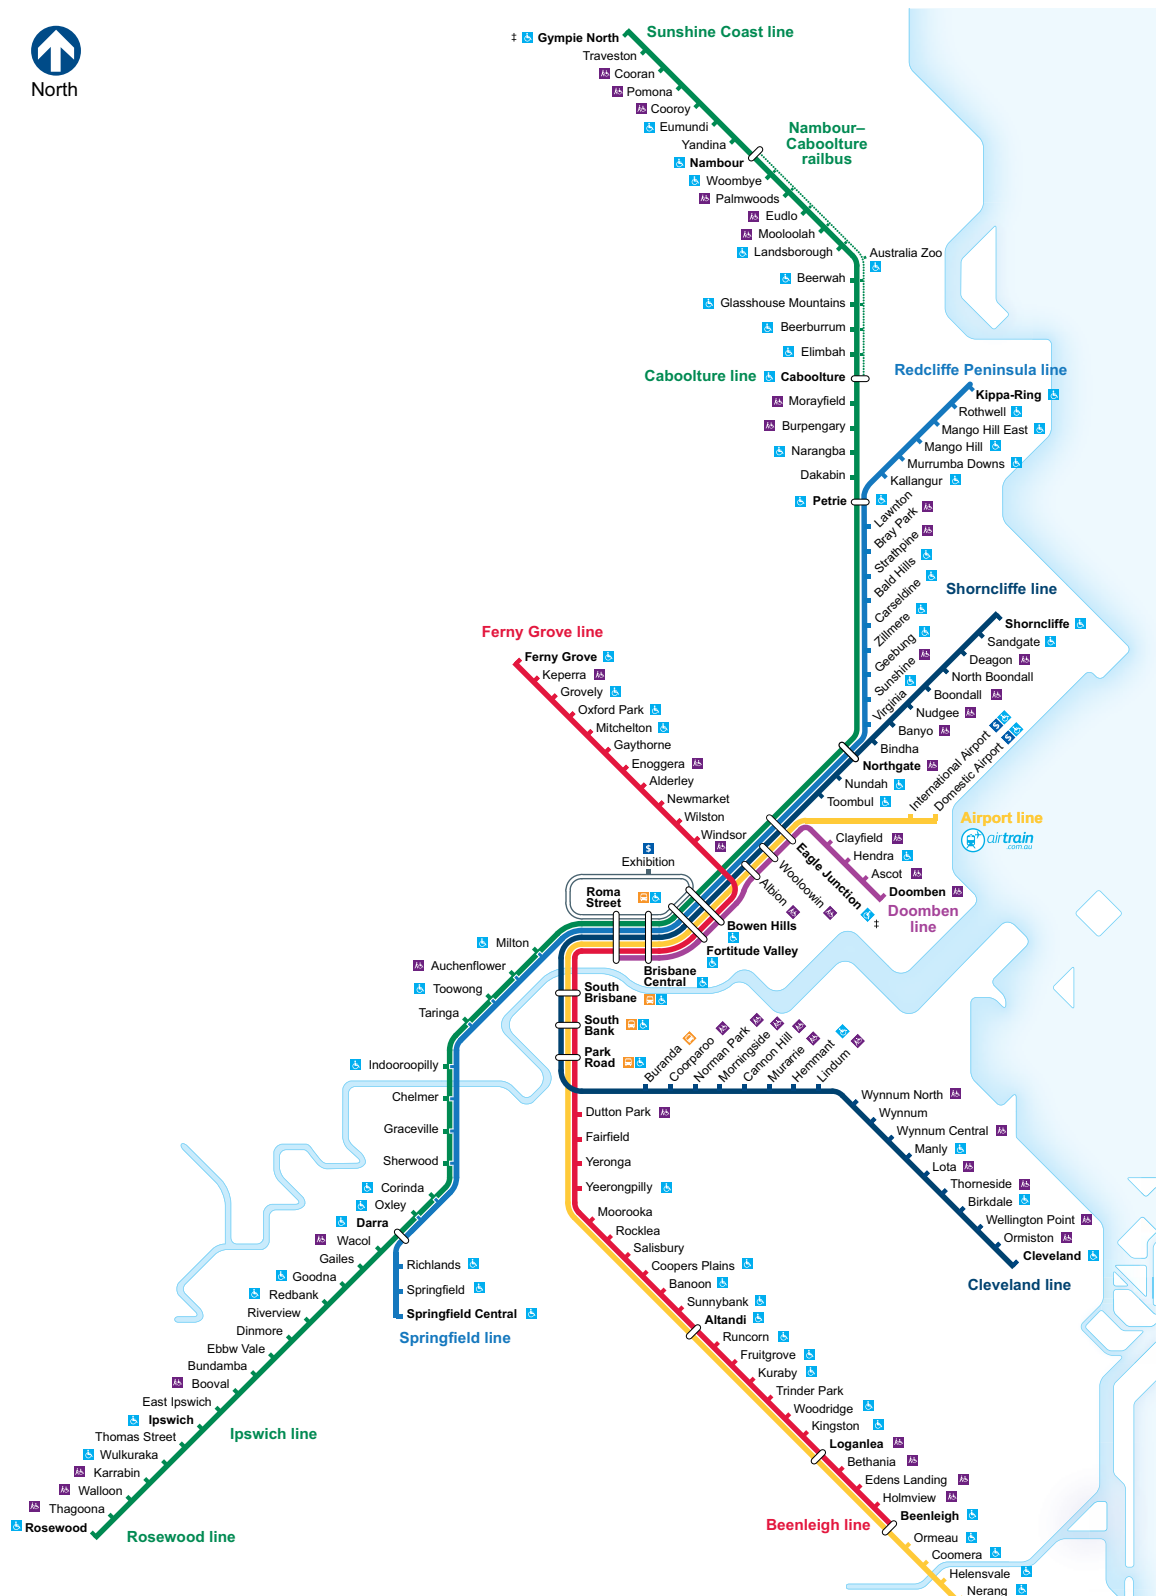 North
‡ Gympie North
Sunshine Coast line
Traveston
Cooran
Pomona
Cooroy
Eumundi
Yandina
Nambour
Nambour–
Caboolture
railbus
Woombye
Palmwoods
Eudlo
Mooloolah
Landsborough
Australia Zoo
Beerwah
Glasshouse Mountains
Beerburrum
Elimbah
Caboolture line
Caboolture
Morayfield
Burpengary
Narangba
Dakabin
Petrie
Redcliffe Peninsula line
Kippa-Ring
Rothwell
Mango Hill East
Mango Hill
Murrumba Downs
Kallangur
Lawnton
Bray Park
Strathpine
Bald Hills
Carseldine
Zillmere
Geebung
Sunshine
Virginia
Shorncliffe line
Shorncliffe
Sandgate
Deagon
North Boondall
Boondall
Nudgee
Banyo
Bindha
Northgate
Nundah
Toombul
International Airport $
Domestic Airport $
Airport line
airtrain
.com.au
Ferny Grove line
Ferny Grove
Keperra
Grovely
Oxford Park
Mitchelton
Gaythorne
Enoggera
Alderley
Newmarket
Wilston
Windsor
Clayfield
Hendra
Ascot
Doomben
Doomben
line
Eagle Junction
‡
Wooloowin
Albion
$
Exhibition
Roma
Street
Bowen Hills
Fortitude Valley
Brisbane
Central
Milton
Auchenflower
Toowong
Taringa
Indooroopilly
Chelmer
Graceville
Sherwood
Corinda
Oxley
Darra
Wacol
Gailes
Goodna
Redbank
Riverview
Dinmore
Ebbw Vale
Bundamba
Booval
East Ipswich
Ipswich
Thomas Street
Wulkuraka
Karrabin
Walloon
Thagoona
Rosewood
Ipswich line
Rosewood line
Richlands
Springfield
Springfield Central
Springfield line
South
Brisbane
South
Bank
Park
Road
Buranda
Coorparoo
Norman Park
Morningside
Cannon Hill
Murarrie
Hemmant
Lindum
Wynnum North
Wynnum
Wynnum Central
Manly
Lota
Thorneside
Birkdale
Wellington Point
Ormiston
Cleveland
Cleveland line
Dutton Park
Fairfield
Yeronga
Yeerongpilly
Moorooka
Rocklea
Salisbury
Coopers Plains
Banoon
Sunnybank
Altandi
Runcorn
Fruitgrove
Kuraby
Trinder Park
Woodridge
Kingston
Loganlea
Bethania
Edens Landing
Holmview
Beenleigh
Beenleigh line
Ormeau
Coomera
Helensvale
Nerang